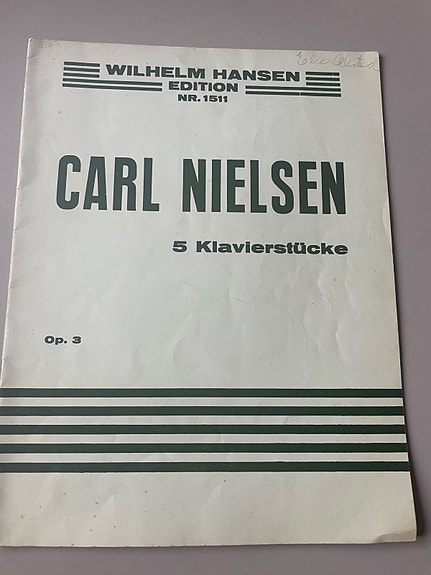 WILHELM HANSEN
EDITION
NR. 1511
CARL NIELSEN
5 Klavierstücke
Op. 3